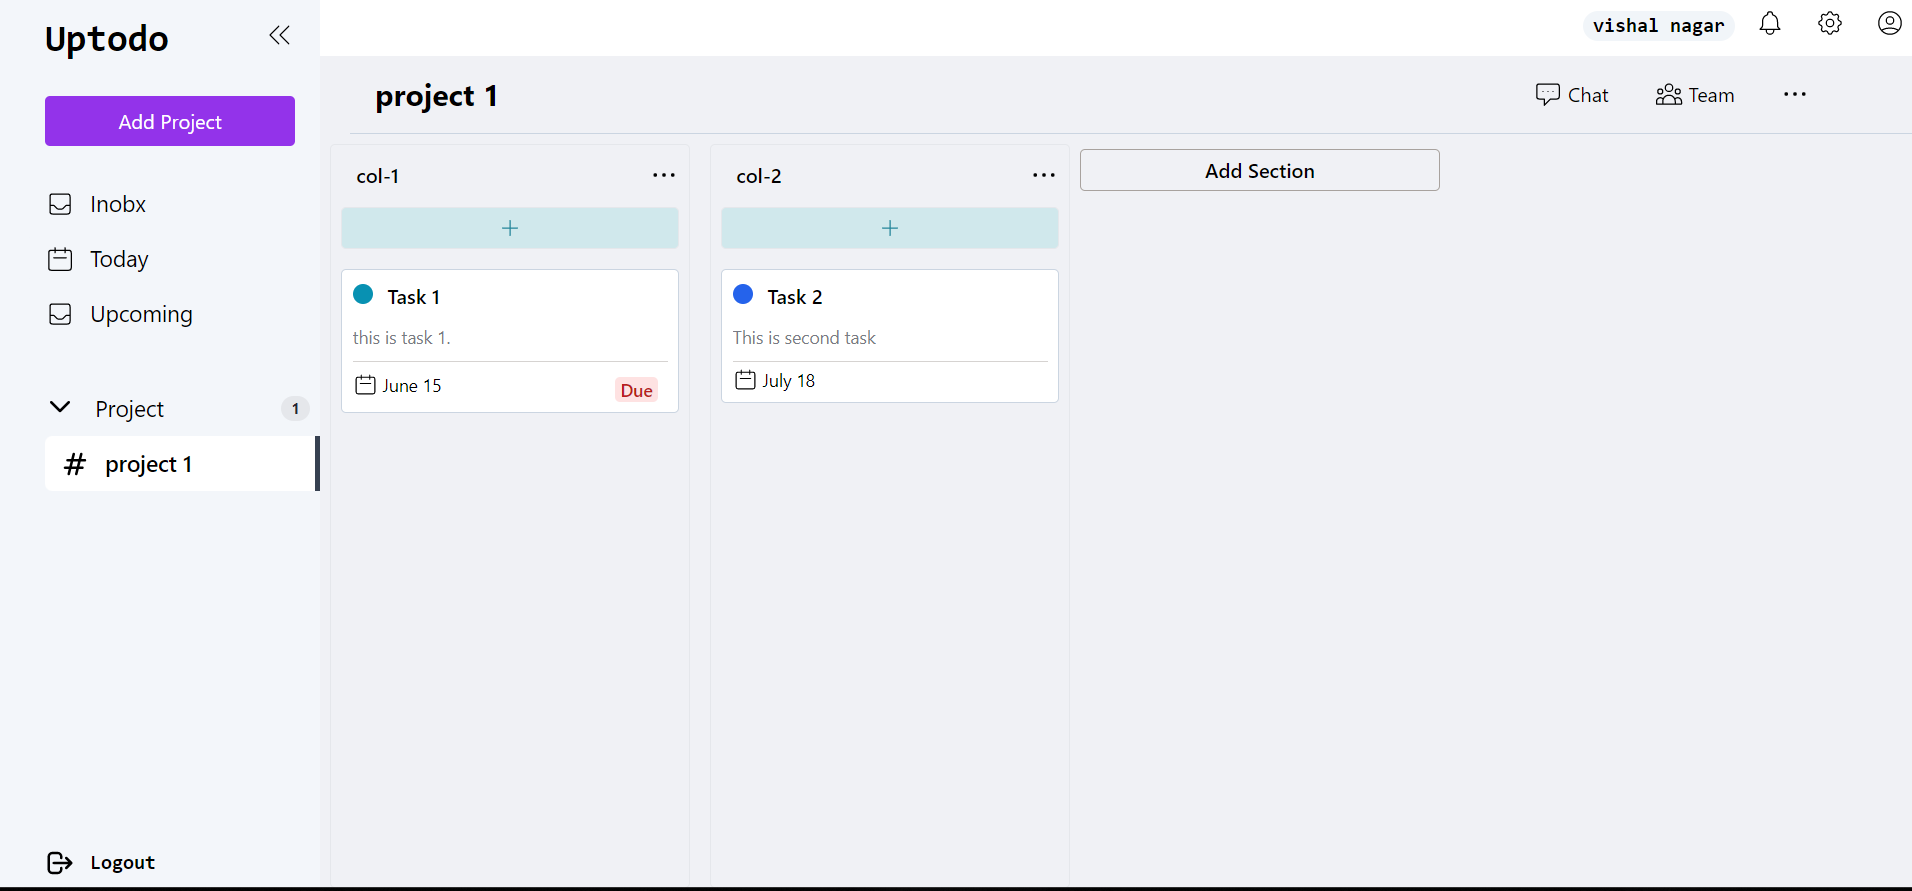 Uptodo
Add Project
Inobx
Today
Upcoming
Project 1
# project 1
Logout
vishal nagar
project 1
Chat
Team
col-1
+
Task 1
this is task 1.
June 15
Due
col-2
+
Task 2
This is second task
July 18
Add Section